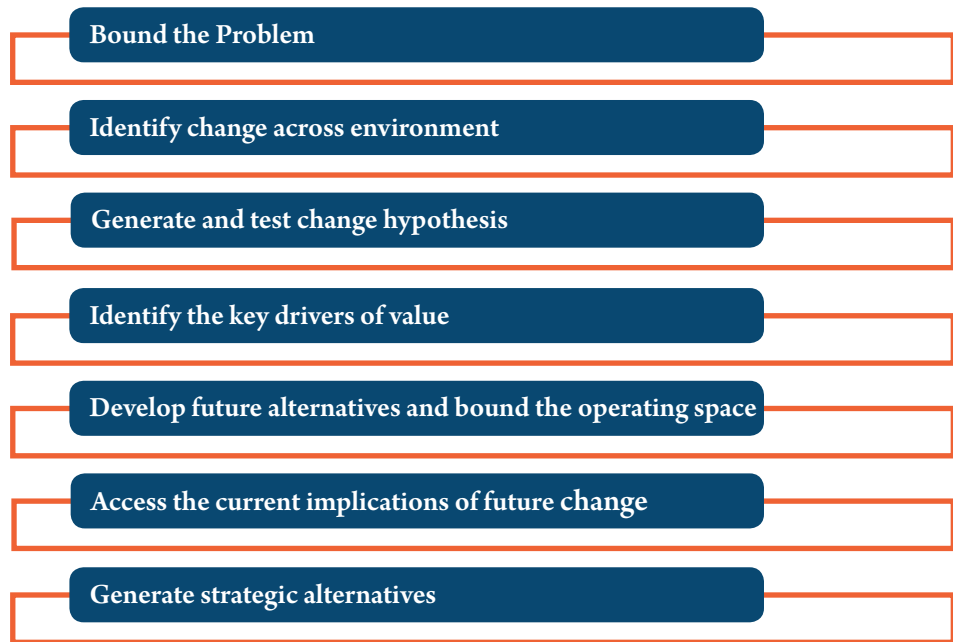 Bound the Problem
Identify change across environment
Generate and test change hypothesis
Identify the key drivers of value
Develop future alternatives and bound the operating space
Access the current implications of future change
Generate strategic alternatives